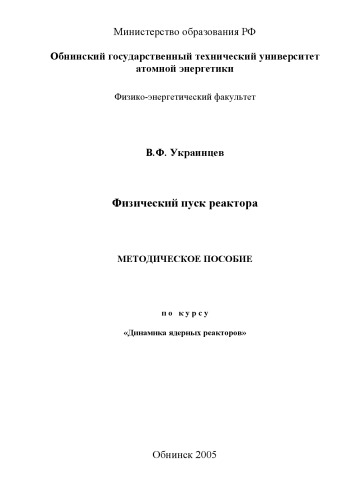 Министерство образования РФ
Обнинский государственный технический университет
атомной энергетики
Физико-энергетический факультет
В.Ф. Украинцев
Физический пуск реактора
МЕТОДИЧЕСКОЕ ПОСОБИЕ
по курсу
«Динамика ядерных реакторов»
Обнинск 2005